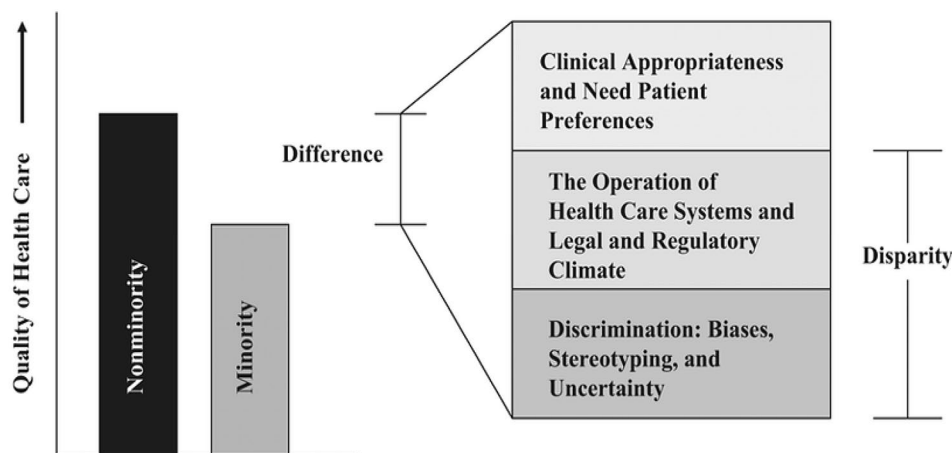 Quality of Health Care
Nonminority
Minority
Difference
Clinical Appropriateness
and Need Patient
Preferences
The Operation of
Health Care Systems and
Legal and Regulatory
Climate
Discrimination: Biases,
Stereotyping, and
Uncertainty
Disparity